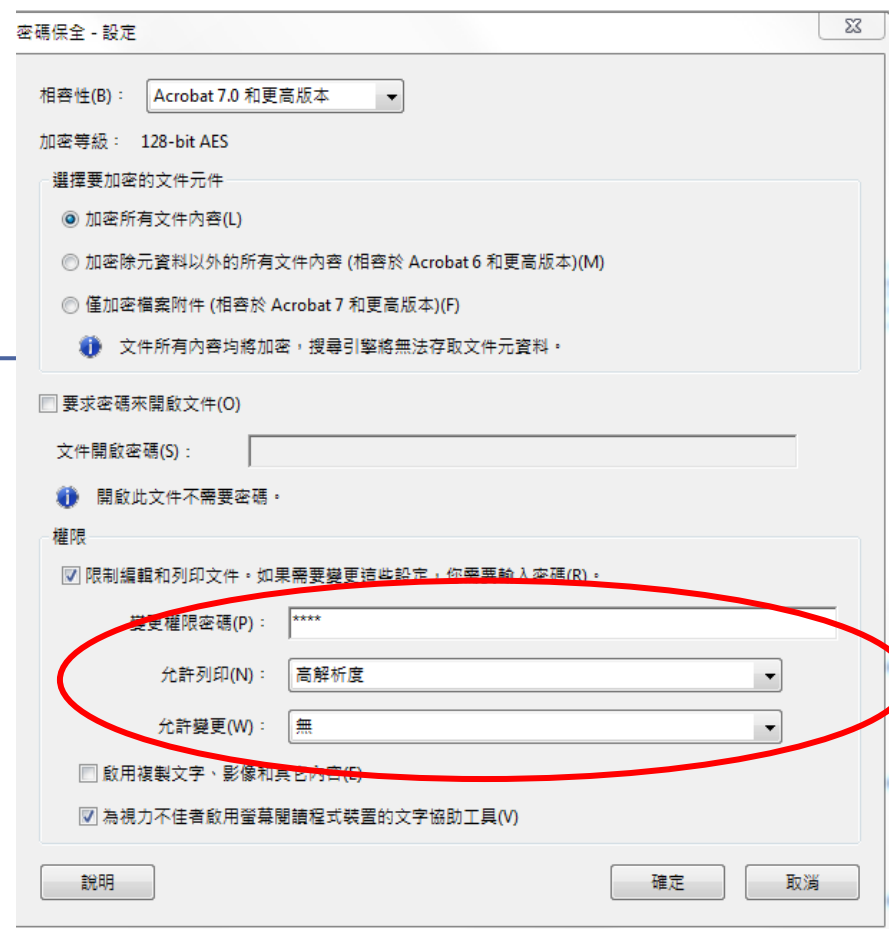 密碼保全 - 設定
相容性(B)： Acrobat 7.0 和更高版本
加密等級： 128-bit AES
選擇要加密的文件元件
加密所有文件內容(L)
加密除元資料以外的所有文件內容 (相容於 Acrobat 6 和更高版本)(M)
僅加密檔案附件 (相容於 Acrobat 7 和更高版本)(F)
文件所有內容均將加密，搜尋引擎將無法存取文件元資料。
要求密碼來開啟文件(O)
文件開啟密碼(S)：
開啟此文件不需要密碼。
權限
限制編輯和列印文件。如果需要變更這些設定，您需要輸入密碼(R)。
變更權限密碼(P)： ****
允許列印(N)： 高解析度
允許變更(W)： 無
啟用複製文字、影像和其它內容(E)
為視力不佳者啟用螢幕閱讀程式裝置的文字協助工具(V)
說明 確定 取消